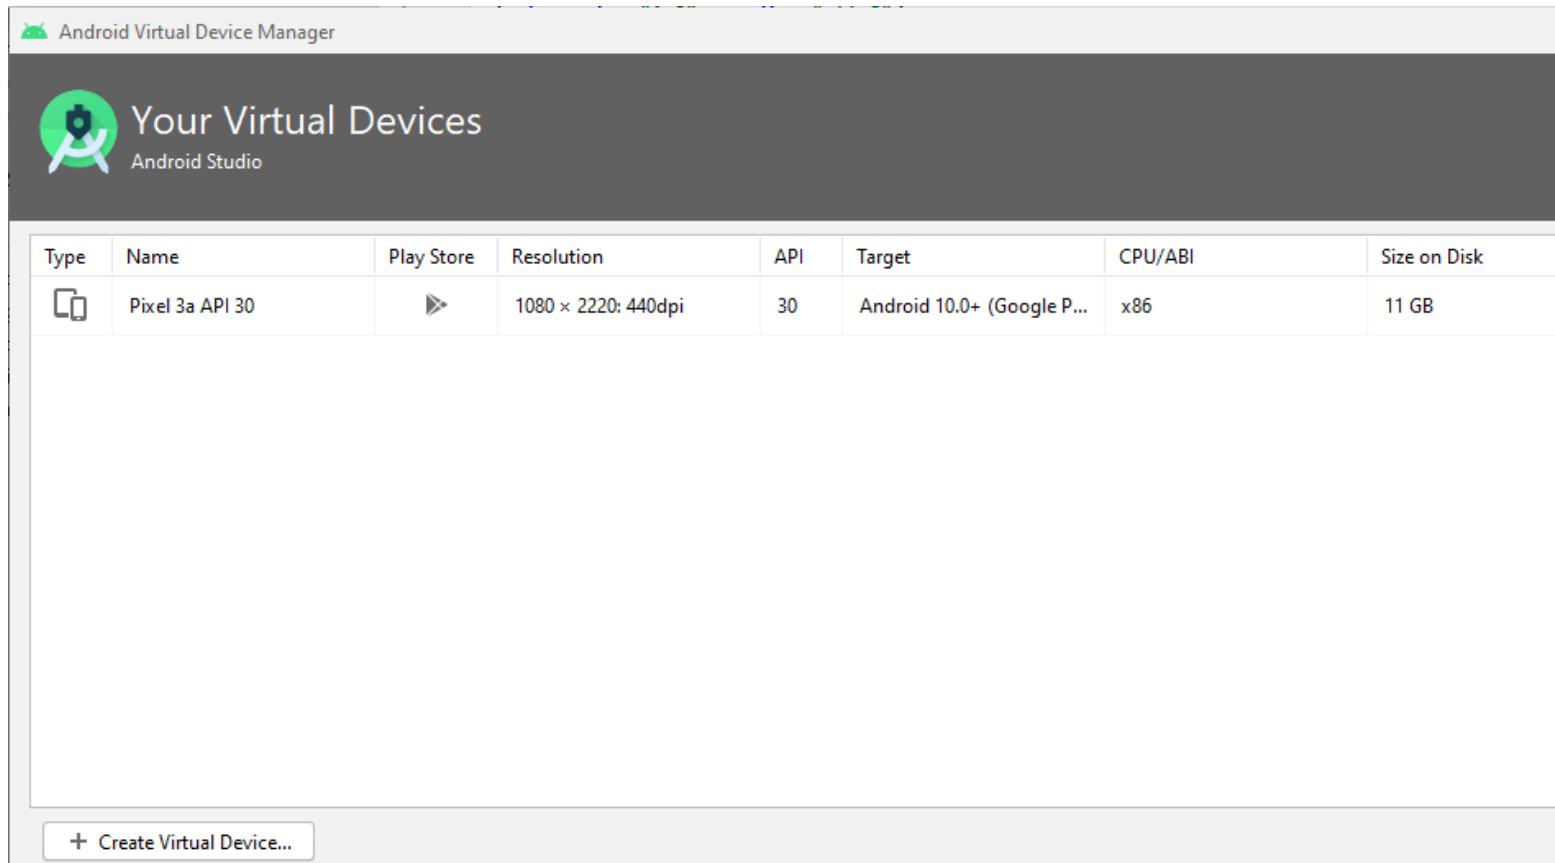 Android Virtual Device Manager
Your Virtual Devices
Android Studio
Type Name Play Store Resolution API Target CPU/ABI Size on Disk
Pixel 3a API 30 1080 × 2220: 440dpi 30 Android 10.0+ (Google P... x86 11 GB
+ Create Virtual Device...